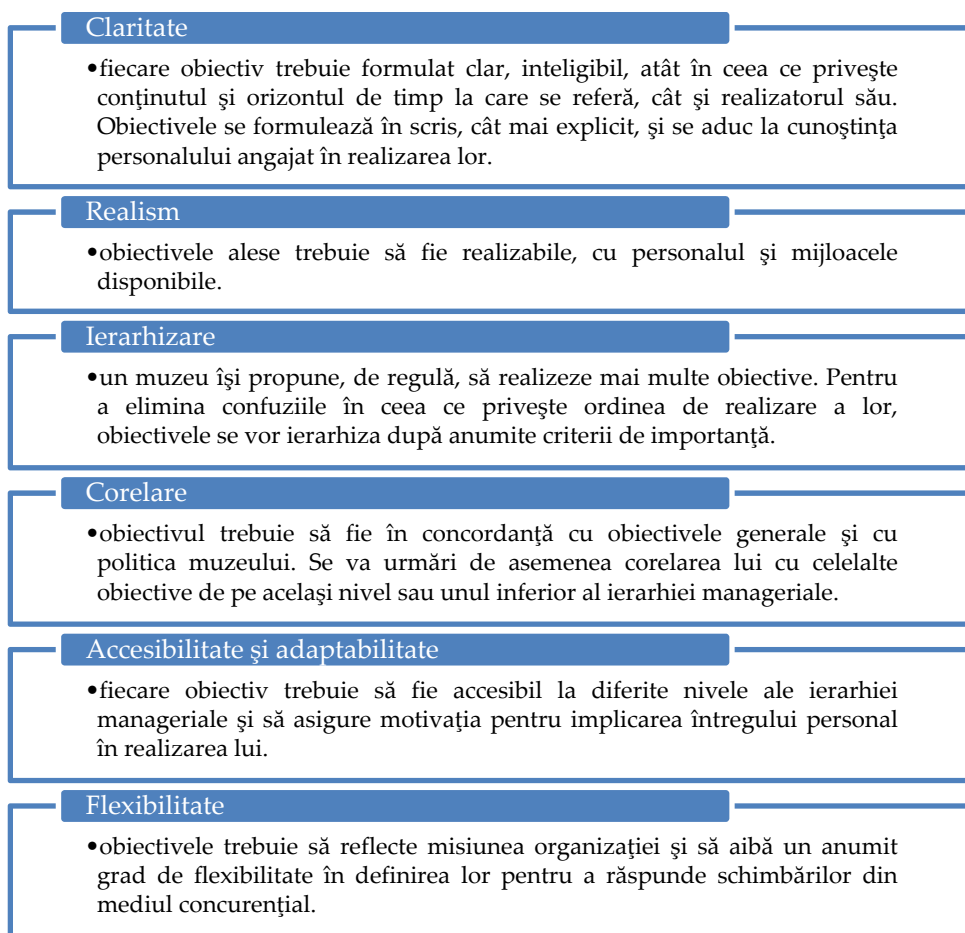 Claritate
•fiecare obiectiv trebuie formulat clar, inteligibil, atât în ceea ce priveşte
conţinutul şi orizontul de timp la care se referă, cât şi realizatorul său.
Obiectivele se formulează în scris, cât mai explicit, şi se aduc la cunoştinţa
personalului angajat în realizarea lor.
Realism
•obiectivele alese trebuie să fie realizabile, cu personalul şi mijloacele
disponibile.
Ierarhizare
•un muzeu îşi propune, de regulă, să realizeze mai multe obiective. Pentru
a elimina confuziile în ceea ce priveşte ordinea de realizare a lor,
obiectivele se vor ierarhiza după anumite criterii de importanţă.
Corelare
•obiectivul trebuie să fie în concordanţă cu obiectivele generale şi cu
politica muzeului. Se va urmări de asemenea corelarea lui cu celelalte
obiective de pe acelaşi nivel sau unul inferior al ierarhiei manageriale.
Accesibilitate şi adaptabilitate
•fiecare obiectiv trebuie să fie accesibil la diferite nivele ale ierarhiei
manageriale şi să asigure motivaţia pentru implicarea întregului personal
în realizarea lui.
Flexibilitate
•obiectivele trebuie să reflecte misiunea organizaţiei şi să aibă un anumit
grad de flexibilitate în definirea lor pentru a răspunde schimbărilor din
mediul concurenţial.